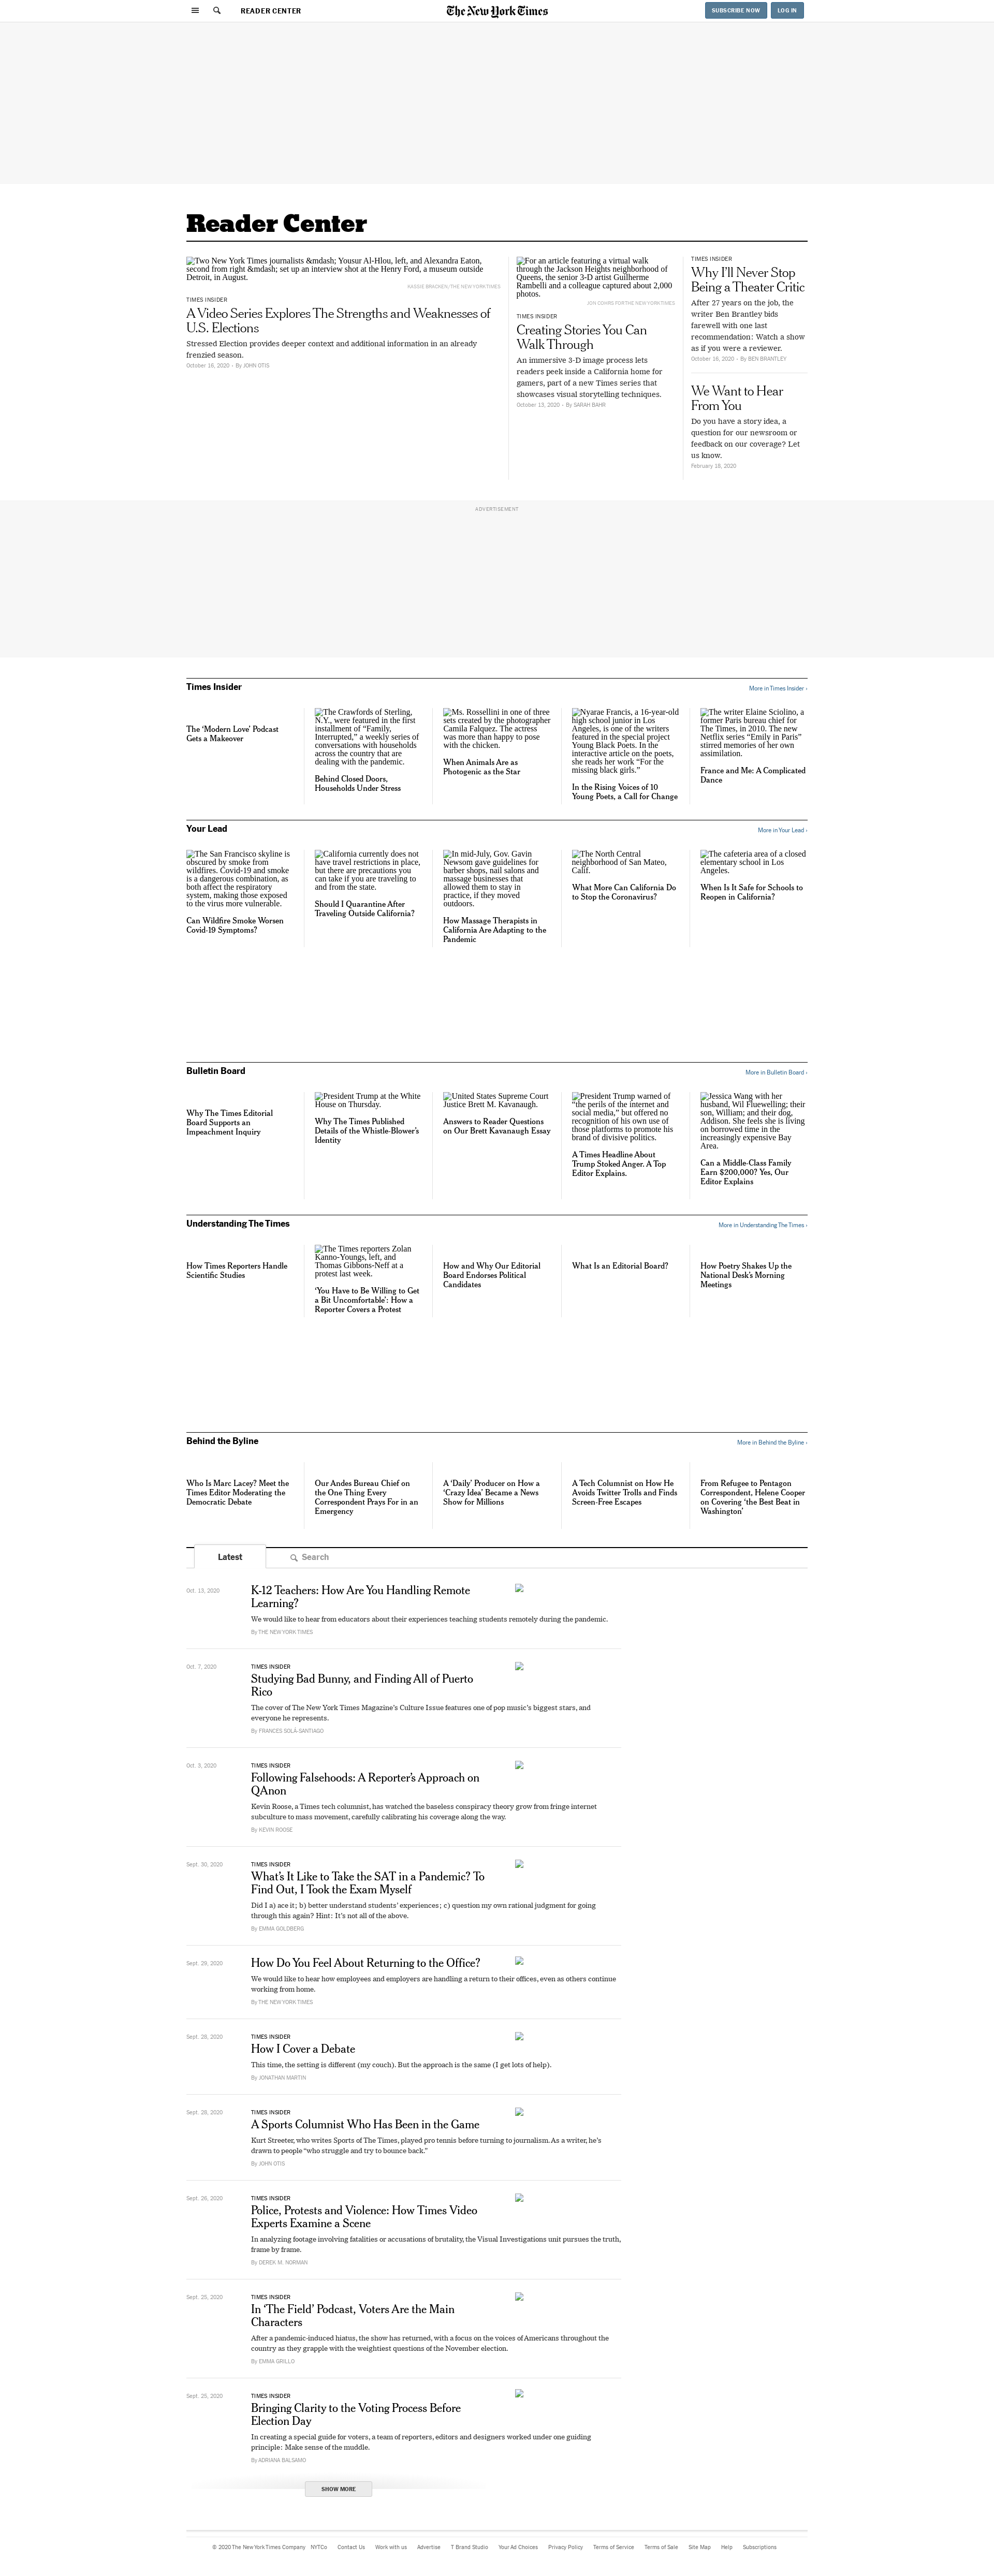 READER CENTER
The New York Times
SUBSCRIBE NOW
LOG IN
Reader Center
Two New York Times journalists &mdash; Yousur Al-Hlou, left, and Alexandra Eaton,
second from right &mdash; set up an interview shot at the Henry Ford, a museum outside
Detroit, in August.
KASSIE BRACKEN/THE NEW YORK TIMES
TIMES INSIDER
A Video Series Explores The Strengths and Weaknesses of
U.S. Elections
Stressed Election provides deeper context and additional information in an already
frenzied season.
October 16, 2020 - By JOHN OTIS
For an article featuring a virtual walk
through the Jackson Heights neighborhood of
Queens, the senior 3-D artist Guilherme
Rambelli and a colleague captured about 2,000
photos.
JON COHRS FOR THE NEW YORK TIMES
TIMES INSIDER
Creating Stories You Can
Walk Through
An immersive 3-D image process lets
readers peek inside a California home for
gamers, part of a new Times series that
showcases visual storytelling techniques.
October 13, 2020 - By SARAH BAHR
TIMES INSIDER
Why I’ll Never Stop
Being a Theater Critic
After 27 years on the job, the
writer Ben Brantley bids
farewell with one last
recommendation: Watch a show
as if you were a reviewer.
October 16, 2020 - By BEN BRANTLEY
We Want to Hear
From You
Do you have a story idea, a
question for our newsroom or
feedback on our coverage? Let
us know.
February 18, 2020
ADVERTISEMENT
Times Insider
More in Times Insider ›
The ‘Modern Love’ Podcast
Gets a Makeover
The Crawfords of Sterling,
N.Y., were featured in the first
installment of “Family,
Interrupted,” a weekly series of
conversations with households
across the country that are
dealing with the pandemic.
Behind Closed Doors,
Households Under Stress
Ms. Rossellini in one of three
sets created by the photographer
Camila Falquez. The actress
was more than happy to pose
with the chicken.
When Animals Are as
Photogenic as the Star
Nyarae Francis, a 16-year-old
high school junior in Los
Angeles, is one of the writers
featured in the special project
Young Black Poets. In the
interactive article on the poets,
she reads her work “For the
missing black girls.”
In the Rising Voices of 10
Young Poets, a Call for Change
The writer Elaine Sciolino, a
former Paris bureau chief for
The Times, in 2010. The new
Netflix series “Emily in Paris”
stirred memories of her own
assimilation.
France and Me: A Complicated
Dance
Your Lead
More in Your Lead ›
The San Francisco skyline is
obscured by smoke from
wildfires. Covid-19 and smoke
is a dangerous combination, as
both affect the respiratory
system, making those exposed
to the virus more vulnerable.
Can Wildfire Smoke Worsen
Covid-19 Symptoms?
California currently does not
have travel restrictions in place,
but there are precautions you
can take if you are traveling to
and from the state.
Should I Quarantine After
Traveling Outside California?
In mid-July, Gov. Gavin
Newsom gave guidelines for
barber shops, nail salons and
massage businesses that
allowed them to stay in
practice, if they moved
outdoors.
How Massage Therapists in
California Are Adapting to the
Pandemic
The North Central
neighborhood of San Mateo,
Calif.
What More Can California Do
to Stop the Coronavirus?
The cafeteria area of a closed
elementary school in Los
Angeles.
When Is It Safe for Schools to
Reopen in California?
Bulletin Board
More in Bulletin Board ›
Why The Times Editorial
Board Supports an
Impeachment Inquiry
President Trump at the White
House on Thursday.
Why The Times Published
Details of the Whistle-Blower’s
Identity
United States Supreme Court
Justice Brett M. Kavanaugh.
Answers to Reader Questions
on Our Brett Kavanaugh Essay
President Trump warned of
“the perils of the internet and
social media,” but offered no
recognition of his own use of
those platforms to promote his
brand of divisive politics.
A Times Headline About
Trump Stoked Anger. A Top
Editor Explains.
Jessica Wang with her
husband, Wil Fluewelling; their
son, William; and their dog,
Addison. She feels she is living
on borrowed time in the
increasingly expensive Bay
Area.
Can a Middle-Class Family
Earn $200,000? Yes, Our
Editor Explains
Understanding The Times
More in Understanding The Times ›
How Times Reporters Handle
Scientific Studies
The Times reporters Zolan
Kanno-Youngs, left, and
Thomas Gibbons-Neff at a
protest last week.
‘You Have to Be Willing to Get
a Bit Uncomfortable’: How a
Reporter Covers a Protest
How and Why Our Editorial
Board Endorses Political
Candidates
What Is an Editorial Board?
How Poetry Shakes Up the
National Desk’s Morning
Meetings
Behind the Byline
More in Behind the Byline ›
Who Is Marc Lacey? Meet the
Times Editor Moderating the
Democratic Debate
Our Andes Bureau Chief on
the One Thing Every
Correspondent Prays For in an
Emergency
A ‘Daily’ Producer on How a
‘Crazy Idea’ Became a News
Show for Millions
A Tech Columnist on How He
Avoids Twitter Trolls and Finds
Screen-Free Escapes
From Refugee to Pentagon
Correspondent, Helene Cooper
on Covering ‘the Best Beat in
Washington’
Latest
Search
Oct. 13, 2020
K-12 Teachers: How Are You Handling Remote
Learning?
We would like to hear from educators about their experiences teaching students remotely during the pandemic.
By THE NEW YORK TIMES
Oct. 7, 2020
TIMES INSIDER
Studying Bad Bunny, and Finding All of Puerto
Rico
The cover of The New York Times Magazine’s Culture Issue features one of pop music’s biggest stars, and
everyone he represents.
By FRANCES SOLÁ-SANTIAGO
Oct. 3, 2020
TIMES INSIDER
Following Falsehoods: A Reporter’s Approach on
QAnon
Kevin Roose, a Times tech columnist, has watched the baseless conspiracy theory grow from fringe internet
subculture to mass movement, carefully calibrating his coverage along the way.
By KEVIN ROOSE
Sept. 30, 2020
TIMES INSIDER
What’s It Like to Take the SAT in a Pandemic? To
Find Out, I Took the Exam Myself
Did I a) ace it; b) better understand students’ experiences; c) question my own rational judgment for going
through this again? Hint: It’s not all of the above.
By EMMA GOLDBERG
Sept. 29, 2020
How Do You Feel About Returning to the Office?
We would like to hear how employees and employers are handling a return to their offices, even as others continue
working from home.
By THE NEW YORK TIMES
Sept. 28, 2020
TIMES INSIDER
How I Cover a Debate
This time, the setting is different (my couch). But the approach is the same (I get lots of help).
By JONATHAN MARTIN
Sept. 28, 2020
TIMES INSIDER
A Sports Columnist Who Has Been in the Game
Kurt Streeter, who writes Sports of The Times, played pro tennis before turning to journalism. As a writer, he’s
drawn to people “who struggle and try to bounce back.”
By JOHN OTIS
Sept. 26, 2020
TIMES INSIDER
Police, Protests and Violence: How Times Video
Experts Examine a Scene
In analyzing footage involving fatalities or accusations of brutality, the Visual Investigations unit pursues the truth,
frame by frame.
By DEREK M. NORMAN
Sept. 25, 2020
TIMES INSIDER
In ‘The Field’ Podcast, Voters Are the Main
Characters
After a pandemic-induced hiatus, the show has returned, with a focus on the voices of Americans throughout the
country as they grapple with the weightiest questions of the November election.
By EMMA GRILLO
Sept. 25, 2020
TIMES INSIDER
Bringing Clarity to the Voting Process Before
Election Day
In creating a special guide for voters, a team of reporters, editors and designers worked under one guiding
principle: Make sense of the muddle.
By ADRIANA BALSAMO
SHOW MORE
© 2020 The New York Times Company NYTCo Contact Us Work with us Advertise T Brand Studio Your Ad Choices Privacy Policy Terms of Service Terms of Sale Site Map Help Subscriptions